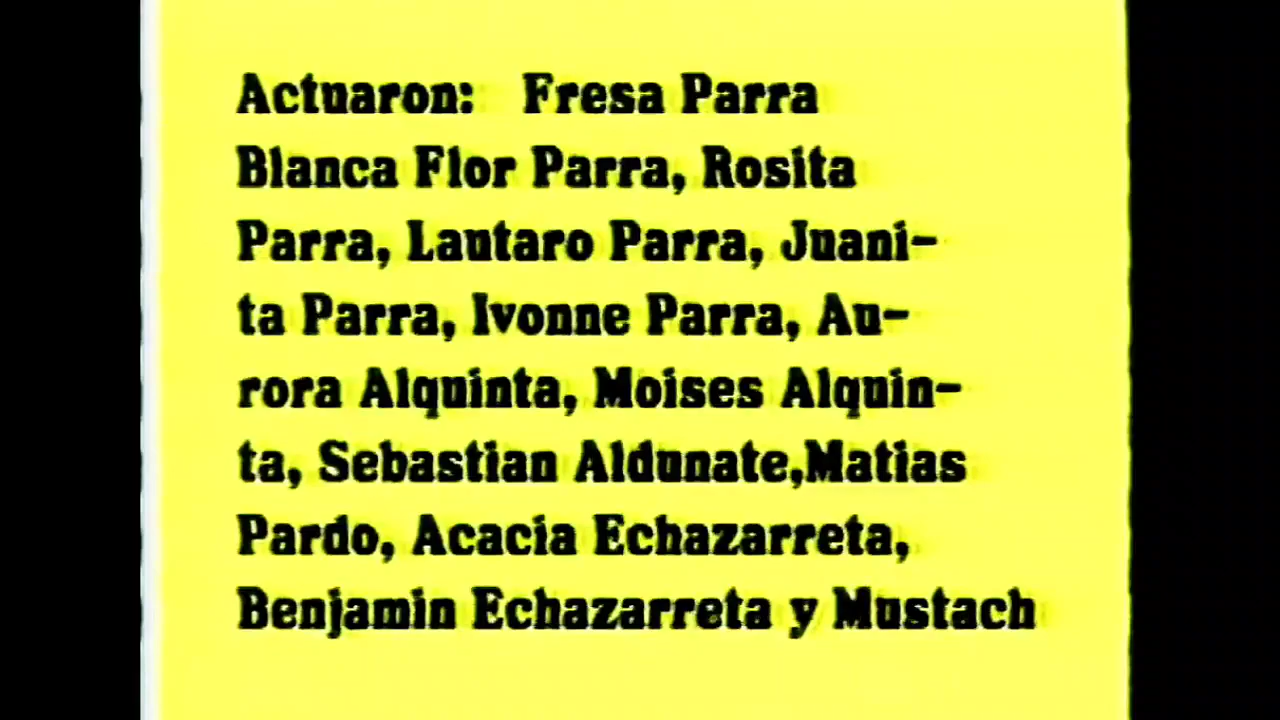 Actuaron: Fresa Parra
Blanca Flor Parra, Rosita
Parra, Lautaro Parra, Juani-
ta Parra, Ivonne Parra, Au-
rora Alquinta, Moises Alquin-
ta, Sebastian Aldunate,Matias
Pardo, Acacia Echazarreta,
Benjamin Echazarreta y Mustach